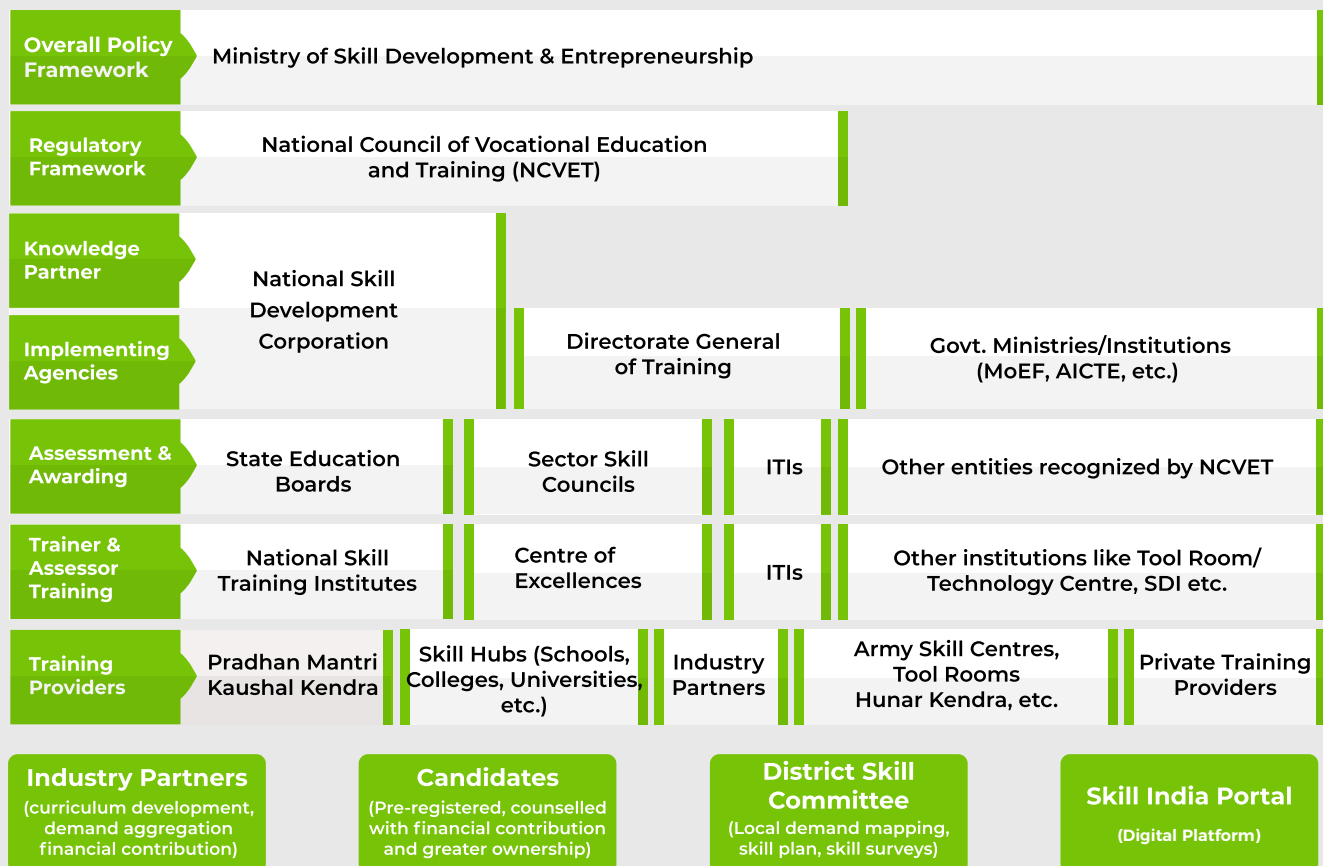 Overall Policy
Framework
Ministry of Skill Development & Entrepreneurship
Regulatory
Framework
National Council of Vocational Education
and Training (NCVET)
Knowledge
Partner
National Skill
Development
Corporation
Implementing
Agencies
Directorate General
of Training
Govt. Ministries/Institutions
(MoEF, AICTE, etc.)
Assessment &
Awarding
State Education
Boards
Sector Skill
Councils
ITIs
Other entities recognized by NCVET
Trainer &
Assessor
Training
National Skill
Training Institutes
Centre of
Excellences
ITIs
Other institutions like Tool Room/
Technology Centre, SDI etc.
Training
Providers
Pradhan Mantri
Kaushal Kendra
Skill Hubs (Schools,
Colleges, Universities,
etc.)
Industry
Partners
Army Skill Centres,
Tool Rooms
Hunar Kendra, etc.
Private Training
Providers
Industry Partners
(curriculum development,
demand aggregation
financial contribution)
Candidates
(Pre-registered, counselled
with financial contribution
and greater ownership)
District Skill
Committee
(Local demand mapping,
skill plan, skill surveys)
Skill India Portal
(Digital Platform)